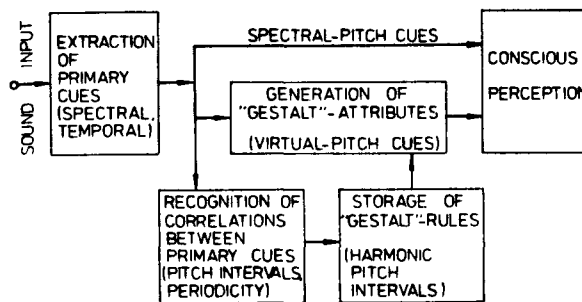 SOUND INPUT
EXTRACTION
OF
PRIMARY
CUES
(SPECTRAL,
TEMPORAL)
SPECTRAL-PITCH CUES
GENERATION OF
"GESTALT"-ATTRIBUTES
(VIRTUAL-PITCH CUES)
CONSCIOUS
PERCEPTION
RECOGNITION OF
CORRELATIONS
BETWEEN
PRIMARY CUES
(PITCH INTERVALS,
PERIODICITY)
STORAGE OF
"GESTALT"-RULES
(HARMONIC
PITCH
INTERVALS)